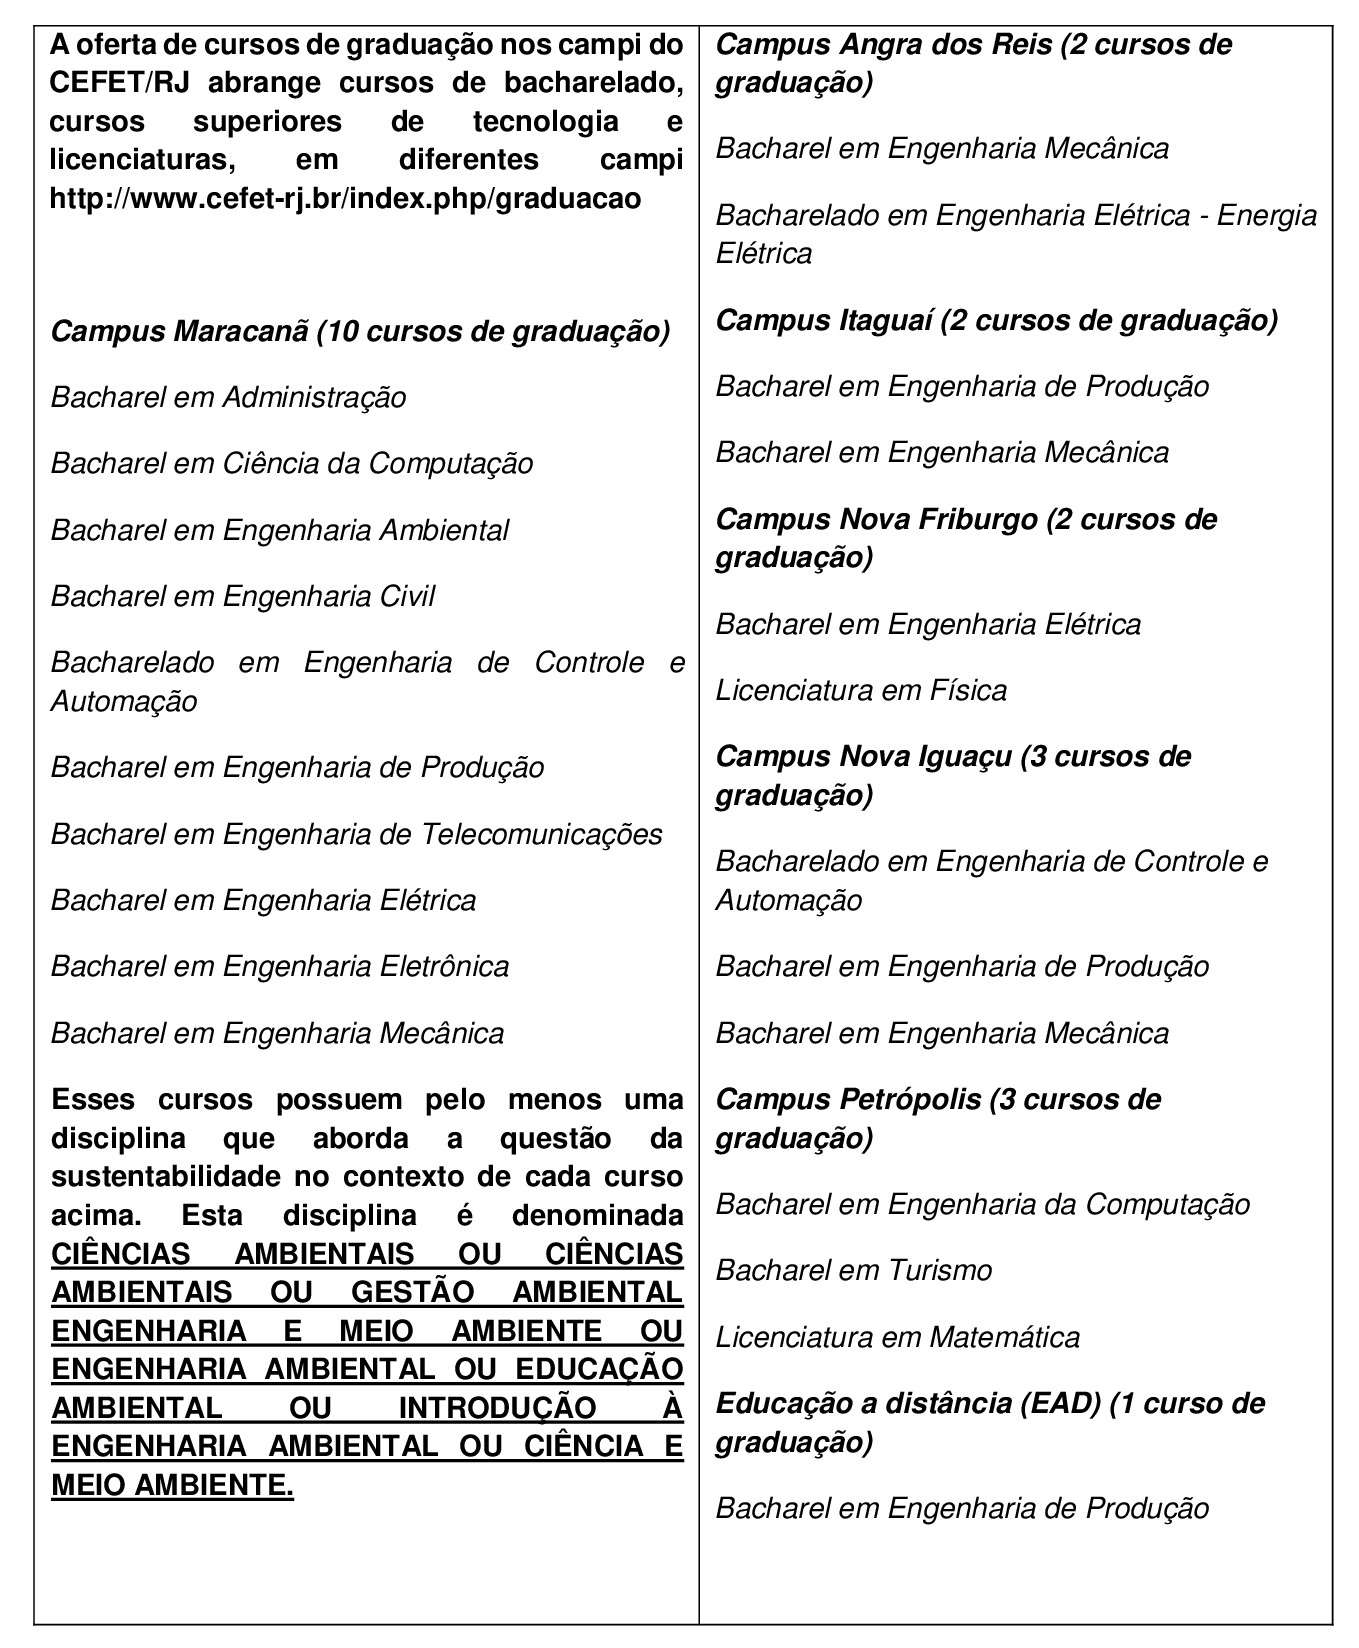 A oferta de cursos de graduação nos campi do
CEFET/RJ abrange cursos de bacharelado,
cursos superiores de tecnologia e
licenciaturas, em diferentes campi
http://www.cefet-rj.br/index.php/graduacao
Campus Maracanã (10 cursos de graduação)
Bacharel em Administração
Bacharel em Ciência da Computação
Bacharel em Engenharia Ambiental
Bacharel em Engenharia Civil
Bacharelado em Engenharia de Controle e
Automação
Bacharel em Engenharia de Produção
Bacharel em Engenharia de Telecomunicações
Bacharel em Engenharia Elétrica
Bacharel em Engenharia Eletrônica
Bacharel em Engenharia Mecânica
Esses cursos possuem pelo menos uma
disciplina que aborda a questão da
sustentabilidade no contexto de cada curso
acima. Esta disciplina é denominada
CIÊNCIAS AMBIENTAIS OU CIÊNCIAS
AMBIENTAIS OU GESTÃO AMBIENTAL
ENGENHARIA E MEIO AMBIENTE OU
ENGENHARIA AMBIENTAL OU EDUCAÇÃO
AMBIENTAL OU INTRODUÇÃO À
ENGENHARIA AMBIENTAL OU CIÊNCIA E
MEIO AMBIENTE.
Campus Angra dos Reis (2 cursos de
graduação)
Bacharel em Engenharia Mecânica
Bacharelado em Engenharia Elétrica - Energia
Elétrica
Campus Itaguaí (2 cursos de graduação)
Bacharel em Engenharia de Produção
Bacharel em Engenharia Mecânica
Campus Nova Friburgo (2 cursos de
graduação)
Bacharel em Engenharia Elétrica
Licenciatura em Física
Campus Nova Iguaçu (3 cursos de
graduação)
Bacharelado em Engenharia de Controle e
Automação
Bacharel em Engenharia de Produção
Bacharel em Engenharia Mecânica
Campus Petrópolis (3 cursos de
graduação)
Bacharel em Engenharia da Computação
Bacharel em Turismo
Licenciatura em Matemática
Educação a distância (EAD) (1 curso de
graduação)
Bacharel em Engenharia de Produção